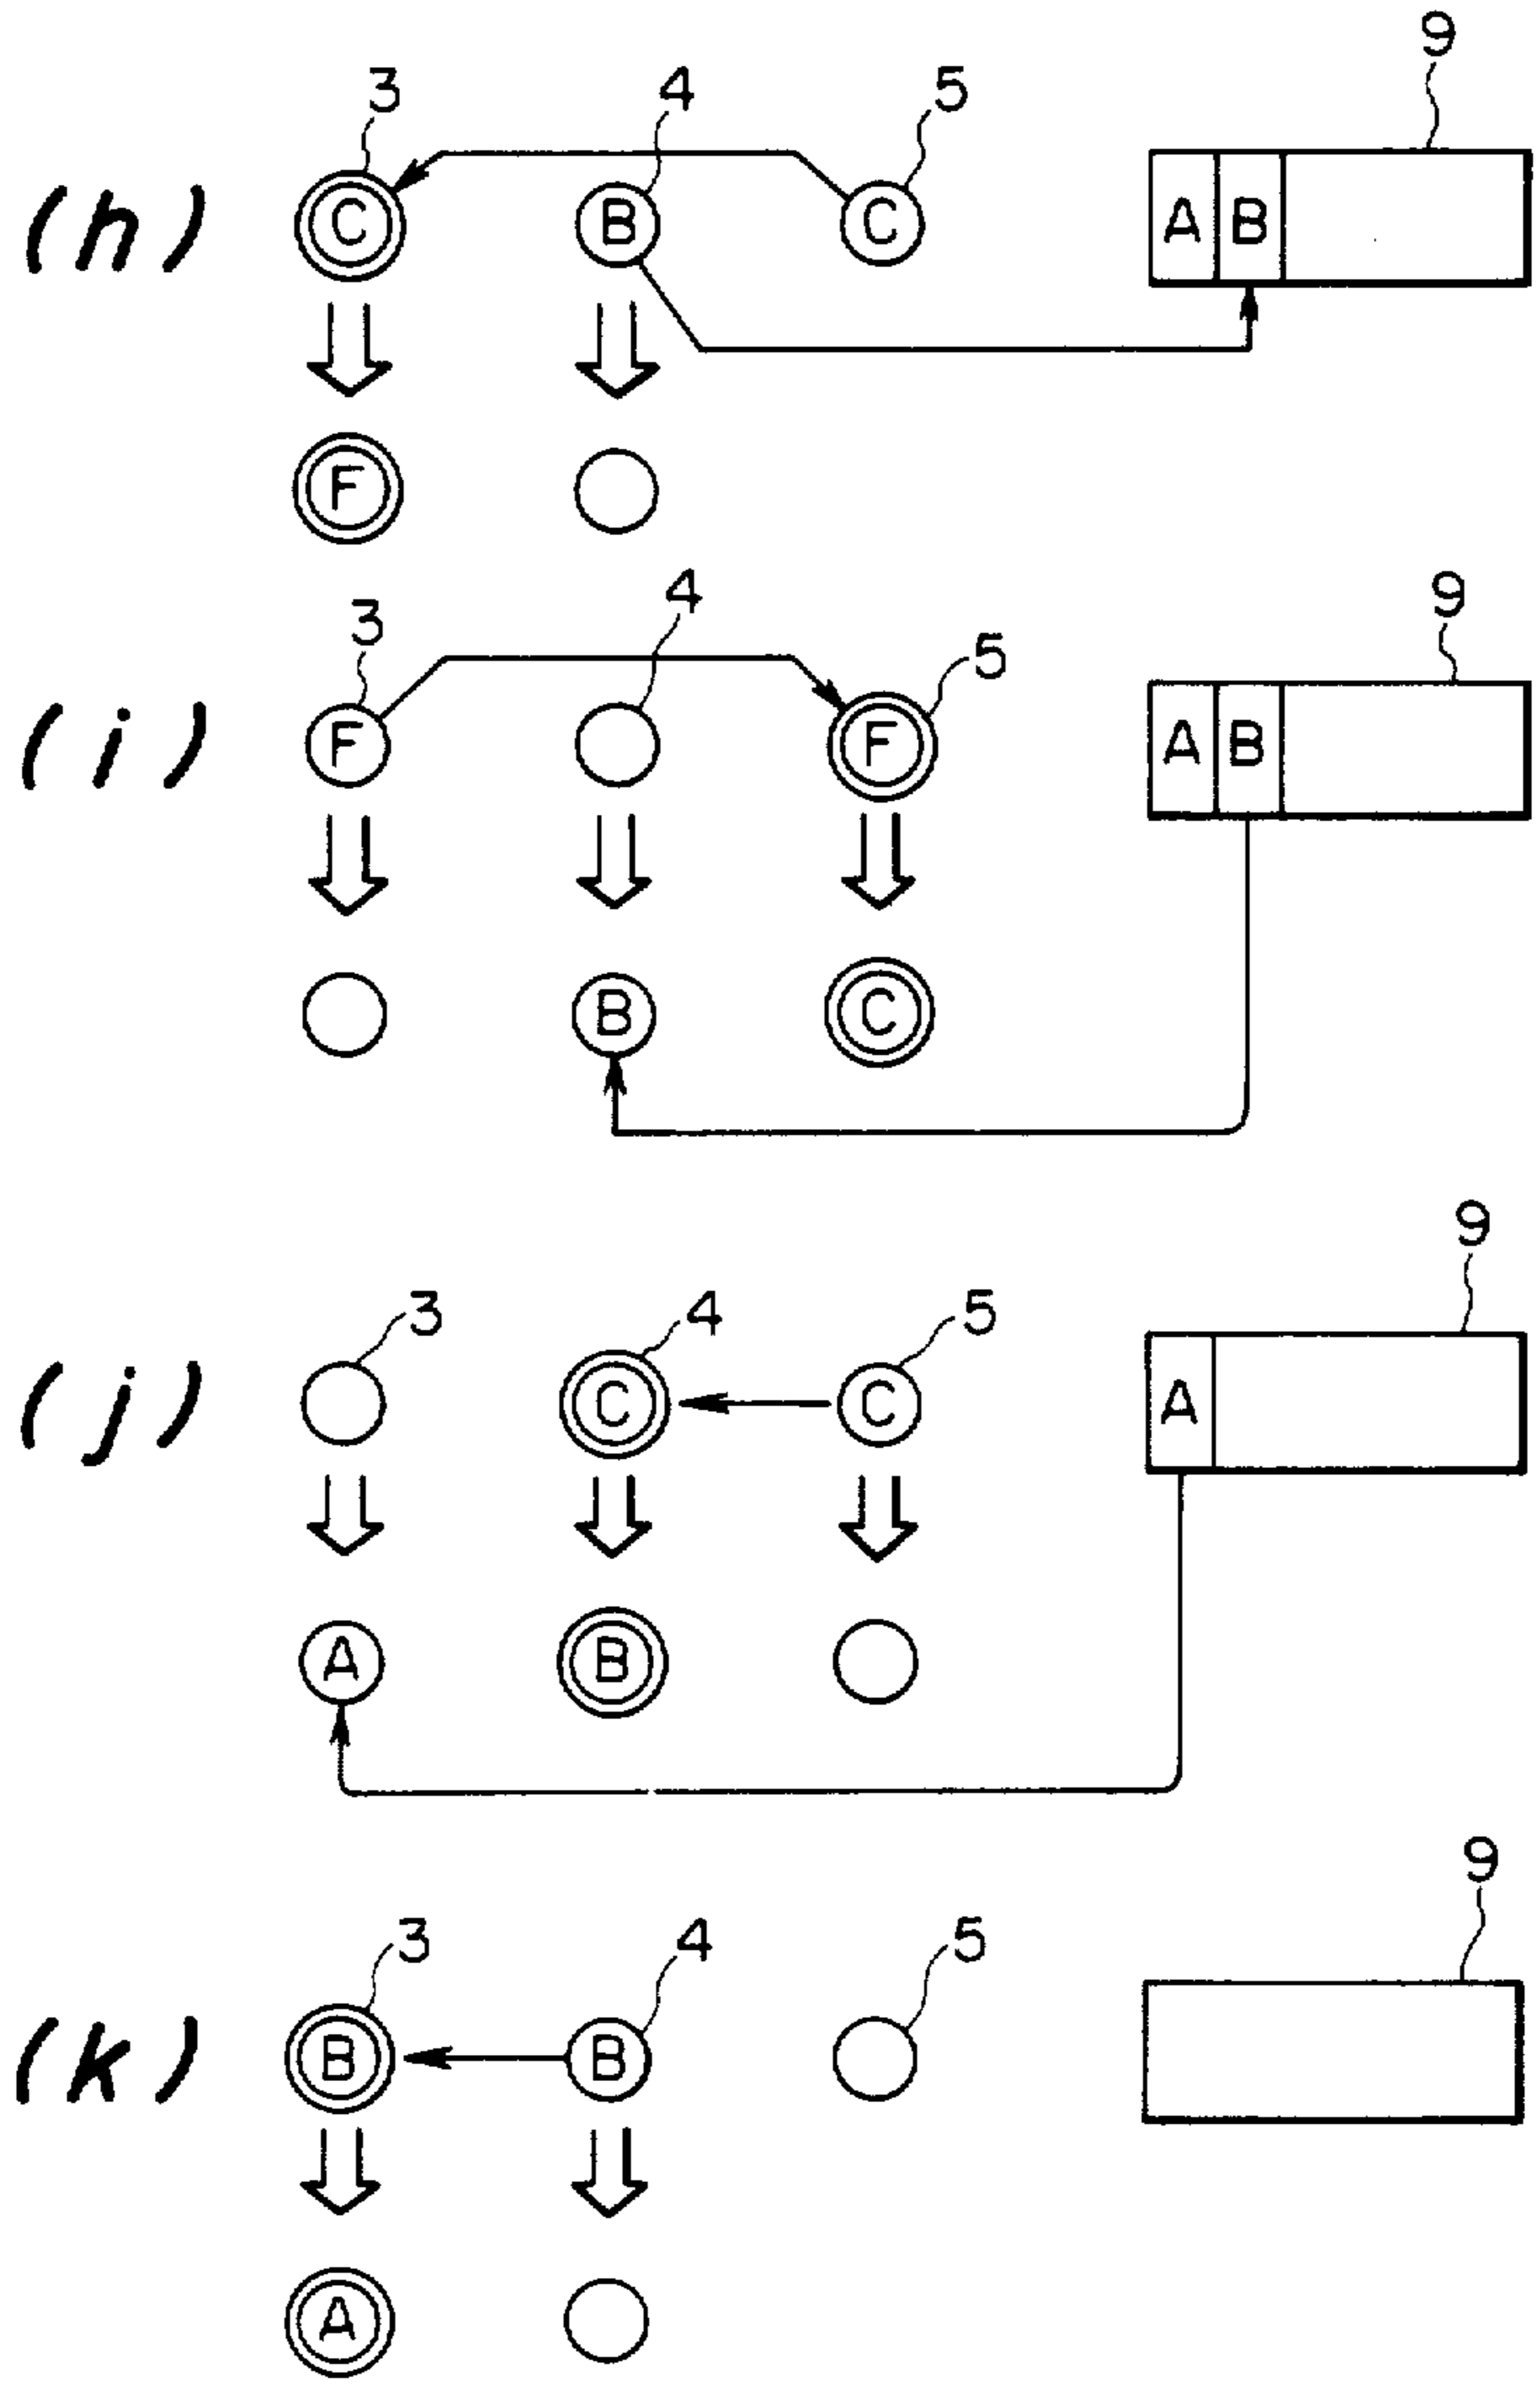 9
3 4 5
(h) C B C A B
F
3 4 5 9
(i) F F A B
B C
9
3 4 5
(j) C C A
A B
9
3 4 5
(k) B B
A